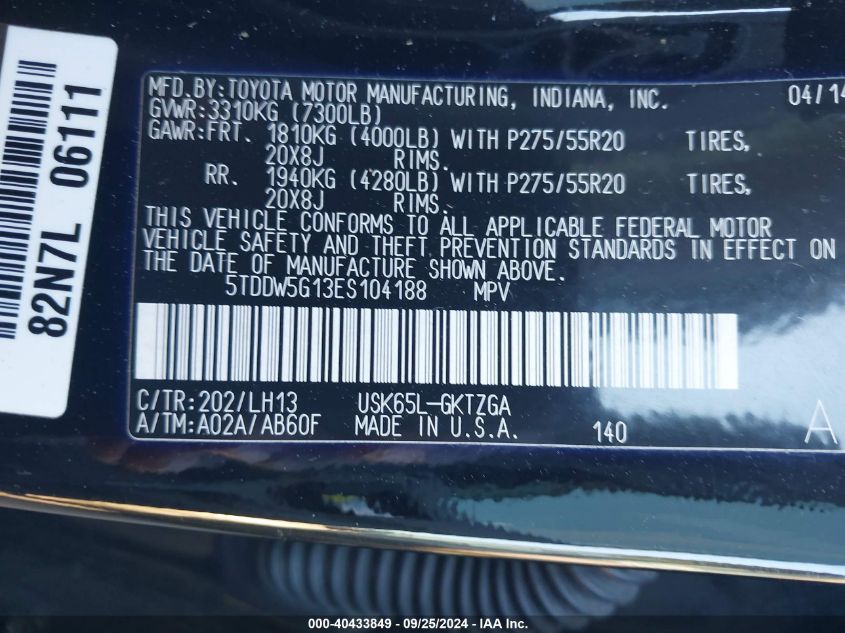 82N7L 06111
MFD.BY:TOYOTA MOTOR MANUFACTURING, INDIANA, INC. 04/14
GVWR:3310KG (7300LB)
GAWR:FRT. 1810KG (4000LB) WITH P275/55R20 TIRES,
20X8J RIMS.
RR. 1940KG (4280LB) WITH P275/55R20 TIRES,
20X8J RIMS.
THIS VEHICLE CONFORMS TO ALL APPLICABLE FEDERAL MOTOR
VEHICLE SAFETY AND THEFT PREVENTION STANDARDS IN EFFECT ON
THE DATE OF MANUFACTURE SHOWN ABOVE.
5TDDW5G13ES104188 MPV
C/TR:202/LH13 USK65L-GKTZGA
A/TM:A02A/AB60F MADE IN U.S.A. 140 A
000-40433849 - 09/25/2024 - IAA Inc.